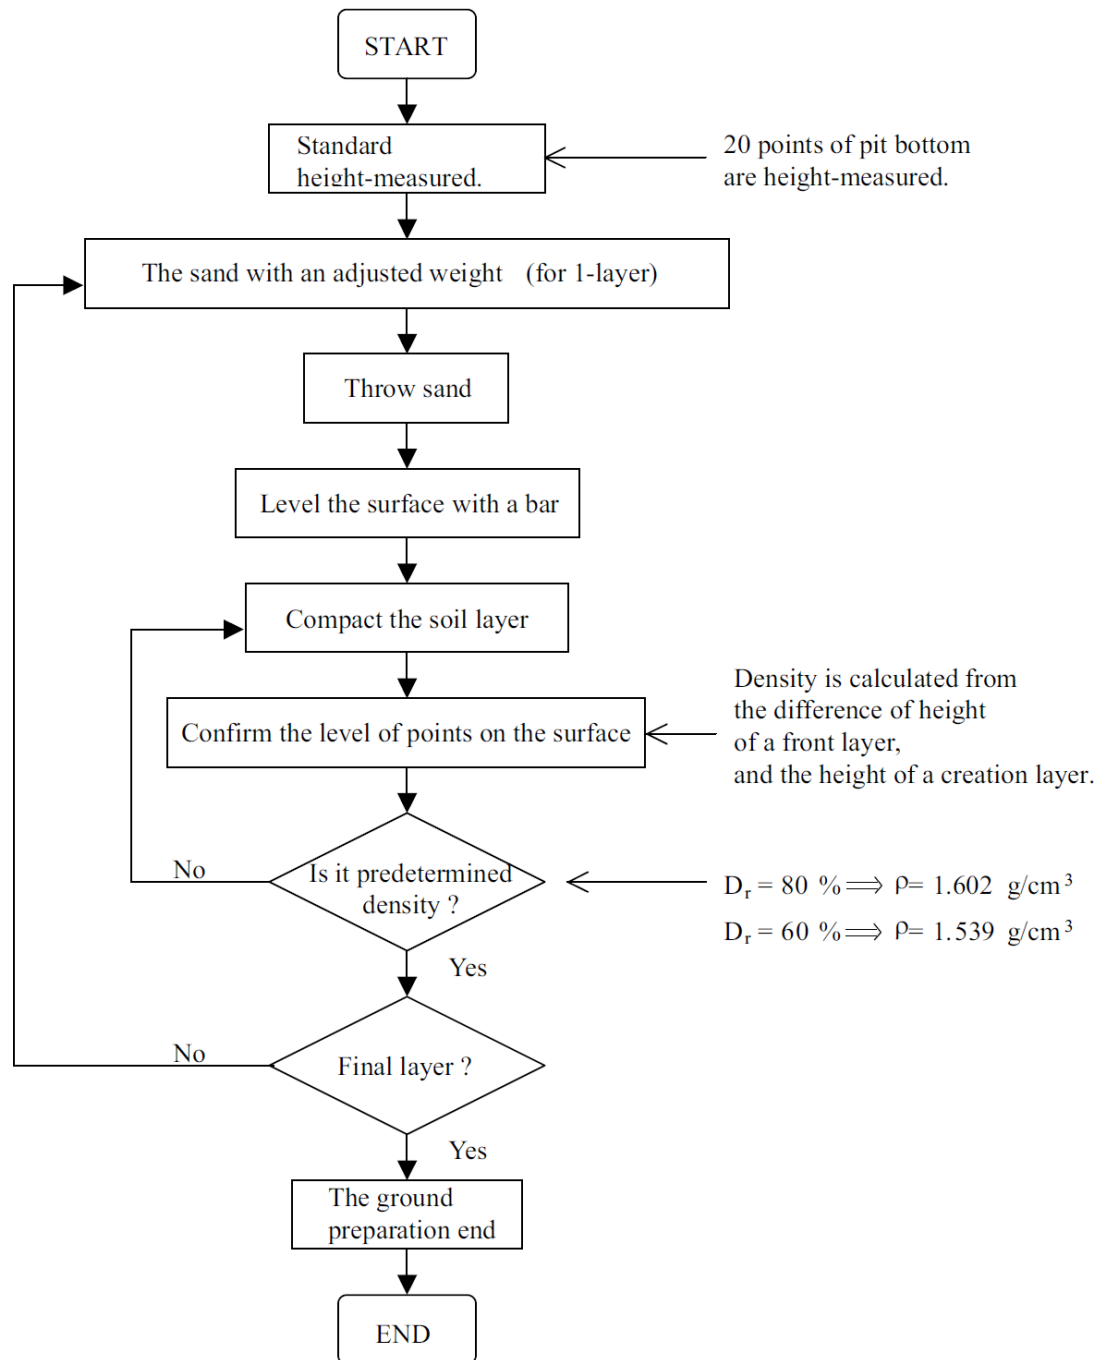 START
Standard
height-measured.
20 points of pit bottom
are height-measured.
The sand with an adjusted weight (for 1-layer)
Throw sand
Level the surface with a bar
Compact the soil layer
Confirm the level of points on the surface
Density is calculated from
the difference of height
of a front layer,
and the height of a creation layer.
No
Is it predetermined
density ?
Dr = 80 % ⟹ ρ= 1.602 g/cm³
Dr = 60 % ⟹ ρ= 1.539 g/cm³
Yes
No
Final layer ?
Yes
The ground
preparation end
END